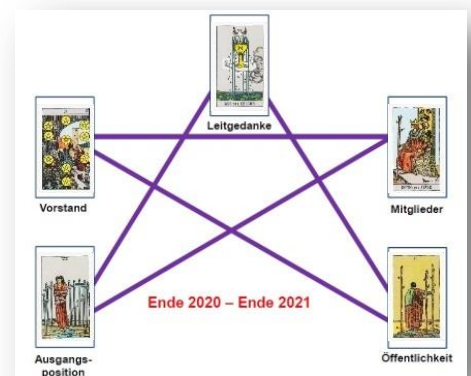 Leitgedanke
Vorstand
Mitglieder
Ende 2020 – Ende 2021
Ausgangs-
position
Öffentlichkeit